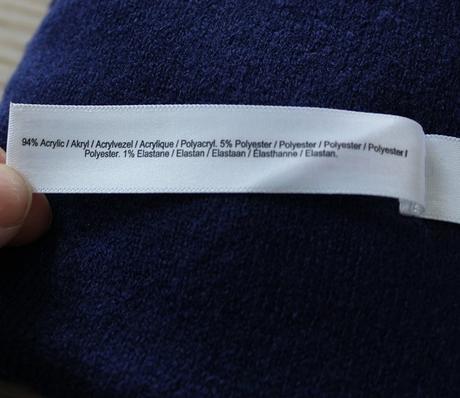 94% Acrylic / Akryl / Acrylvezel / Acrylique / Polyacryl. 5% Polyester / Polyester / Polyester / Polyester /
Polyester. 1% Elastane / Elastan / Elastaan / Élasthanne / Elastan.